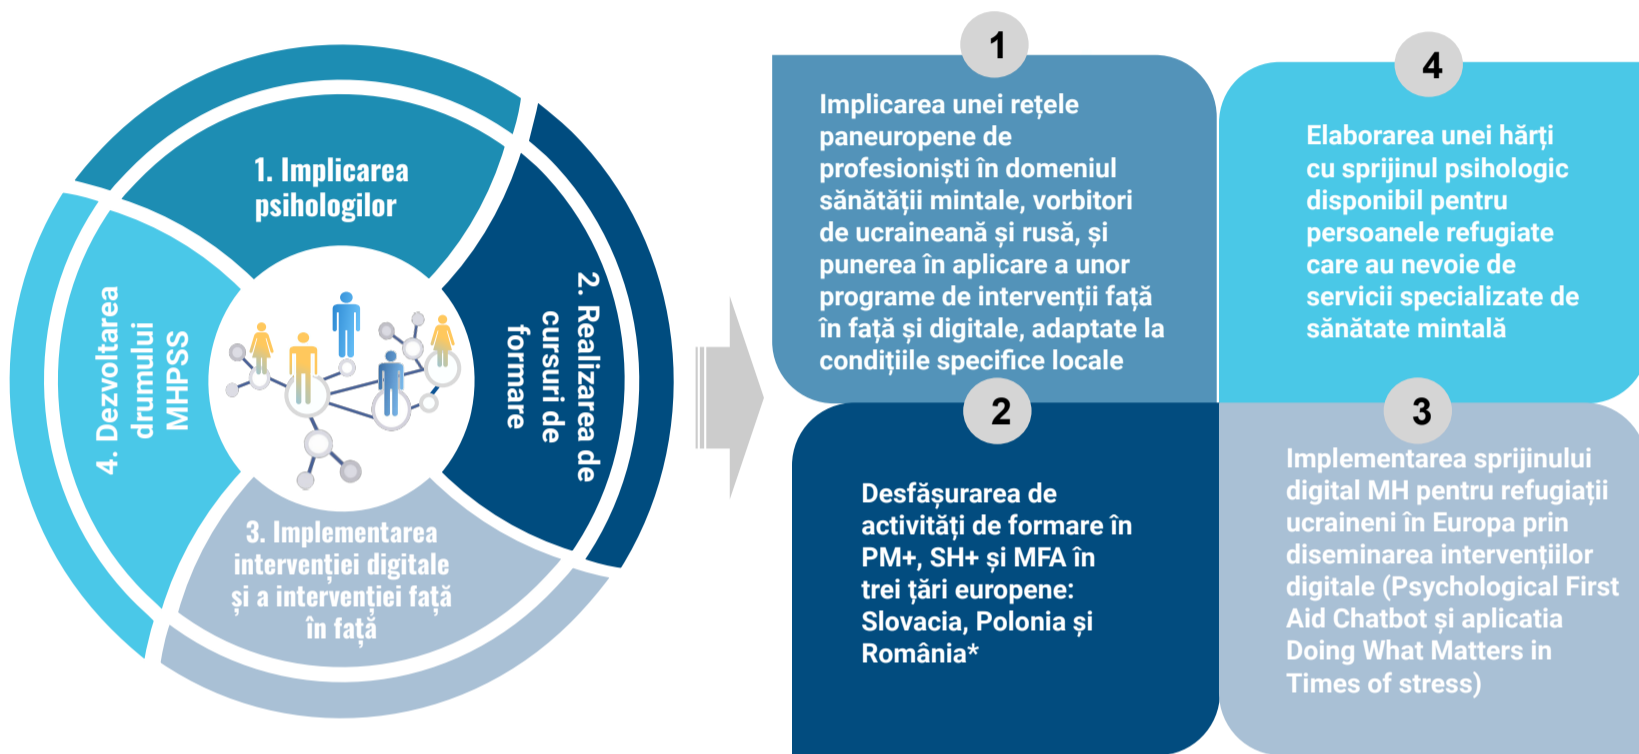 1. Implicarea
psihologilor
2. Realizarea de
cursuri de
formare
3. Implementarea
intervenției digitale
și a intervenției față
în față
4. Dezvoltarea
drumului
MHPSS
1
Implicarea unei rețele
paneuropene de
profesioniști în domeniul
sănătății mintale, vorbitori
de ucraineană și rusă, și
punerea în aplicare a unor
programe de intervenții față
în față și digitale, adaptate la
condițiile specifice locale
2
Desfășurarea de
activități de formare în
PM+, SH+ și MFA în
trei țări europene:
Slovacia, Polonia și
România*
3
Implementarea sprijinului
digital MH pentru refugiații
ucraineni în Europa prin
diseminarea intervențiilor
digitale (Psychological First
Aid Chatbot și aplicatia
Doing What Matters in
Times of stress)
4
Elaborarea unei hărți
cu sprijinul psihologic
disponibil pentru
persoanele refugiate
care au nevoie de
servicii specializate de
sănătate mintală